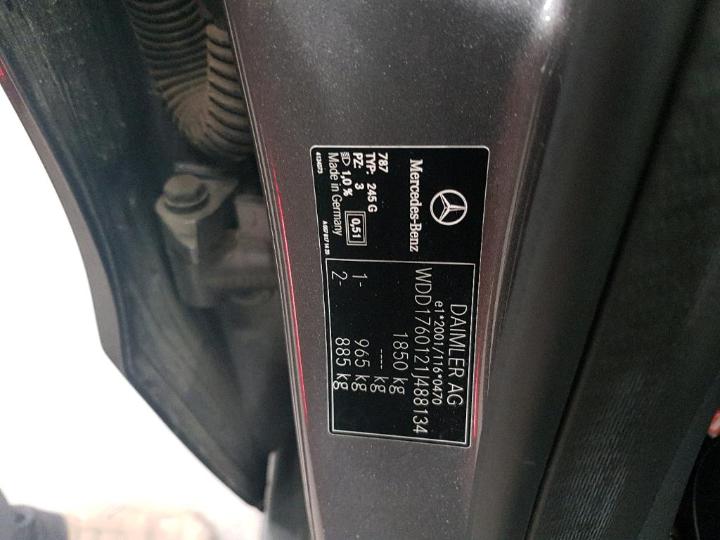 Mercedes-Benz
787
TYP: 245 G
PZ: 3
1,0 %
0,51
Made in Germany
DAIMLER AG
e1*2001/116*0470
WDD1760121J488134
1850 kg
---- kg
1- 965 kg
2- 885 kg